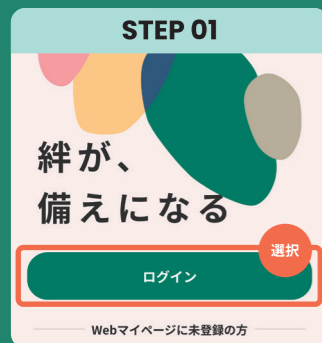 STEP 01
絆が、
備えになる
選択
ログイン
Webマイページに未登録の方